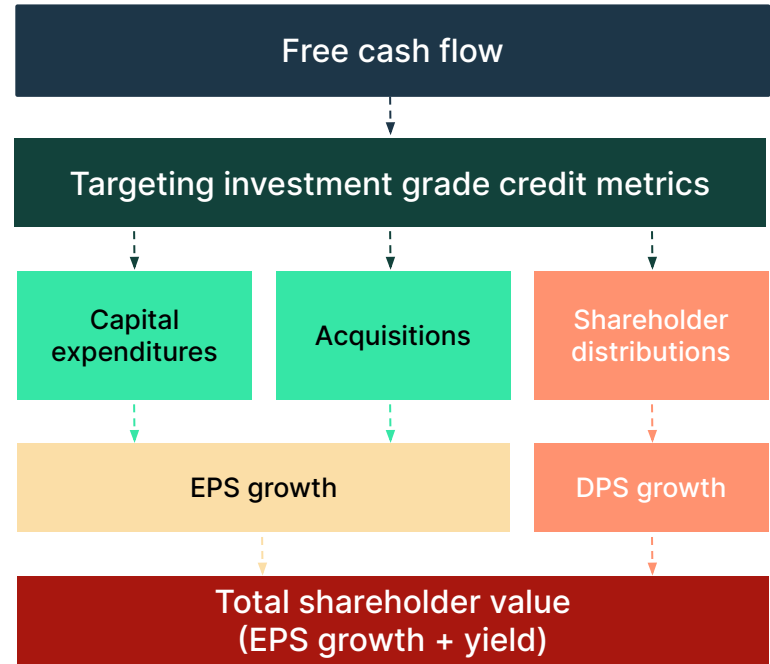 Free cash flow
Targeting investment grade credit metrics
Capital
expenditures
Acquisitions
Shareholder
distributions
EPS growth
DPS growth
Total shareholder value
(EPS growth + yield)